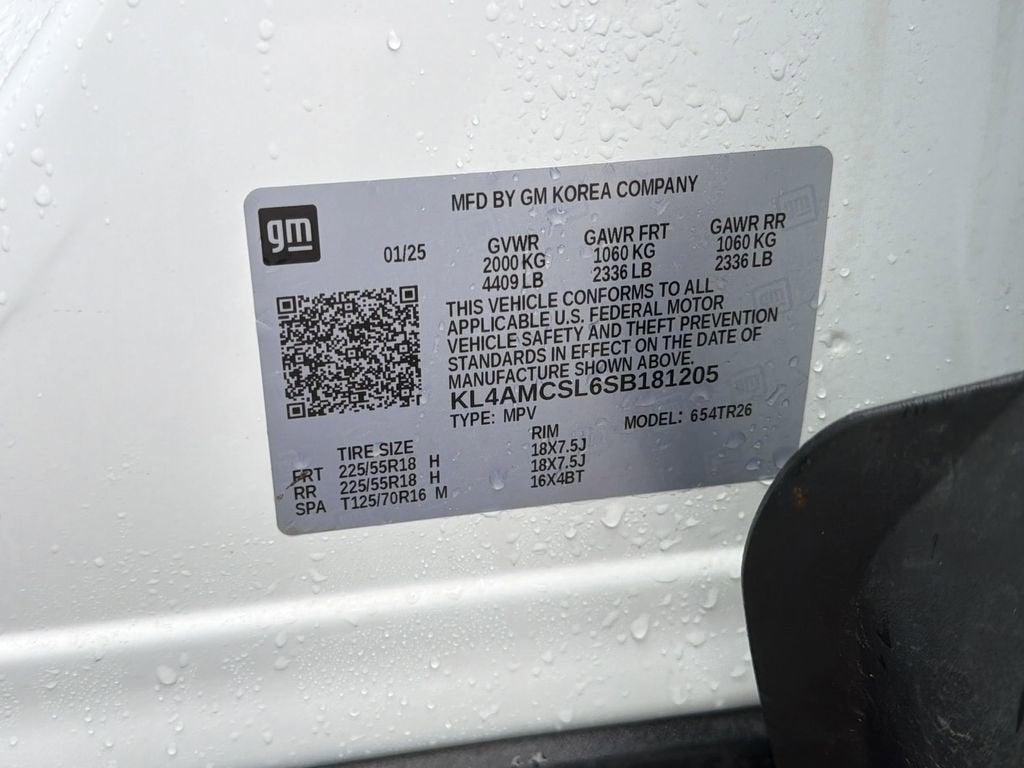 MFD BY GM KOREA COMPANY
gm
01/25
GVWR GAWR FRT GAWR RR
2000 KG 1060 KG 1060 KG
4409 LB 2336 LB 2336 LB
THIS VEHICLE CONFORMS TO ALL
APPLICABLE U.S. FEDERAL MOTOR
VEHICLE SAFETY AND THEFT PREVENTION
STANDARDS IN EFFECT ON THE DATE OF
MANUFACTURE SHOWN ABOVE.
KL4AMCSL6SB181205
TYPE: MPV MODEL: 654TR26
TIRE SIZE RIM
FRT 225/55R18 H 18X7.5J
RR 225/55R18 H 18X7.5J
SPA T125/70R16 M 16X4BT